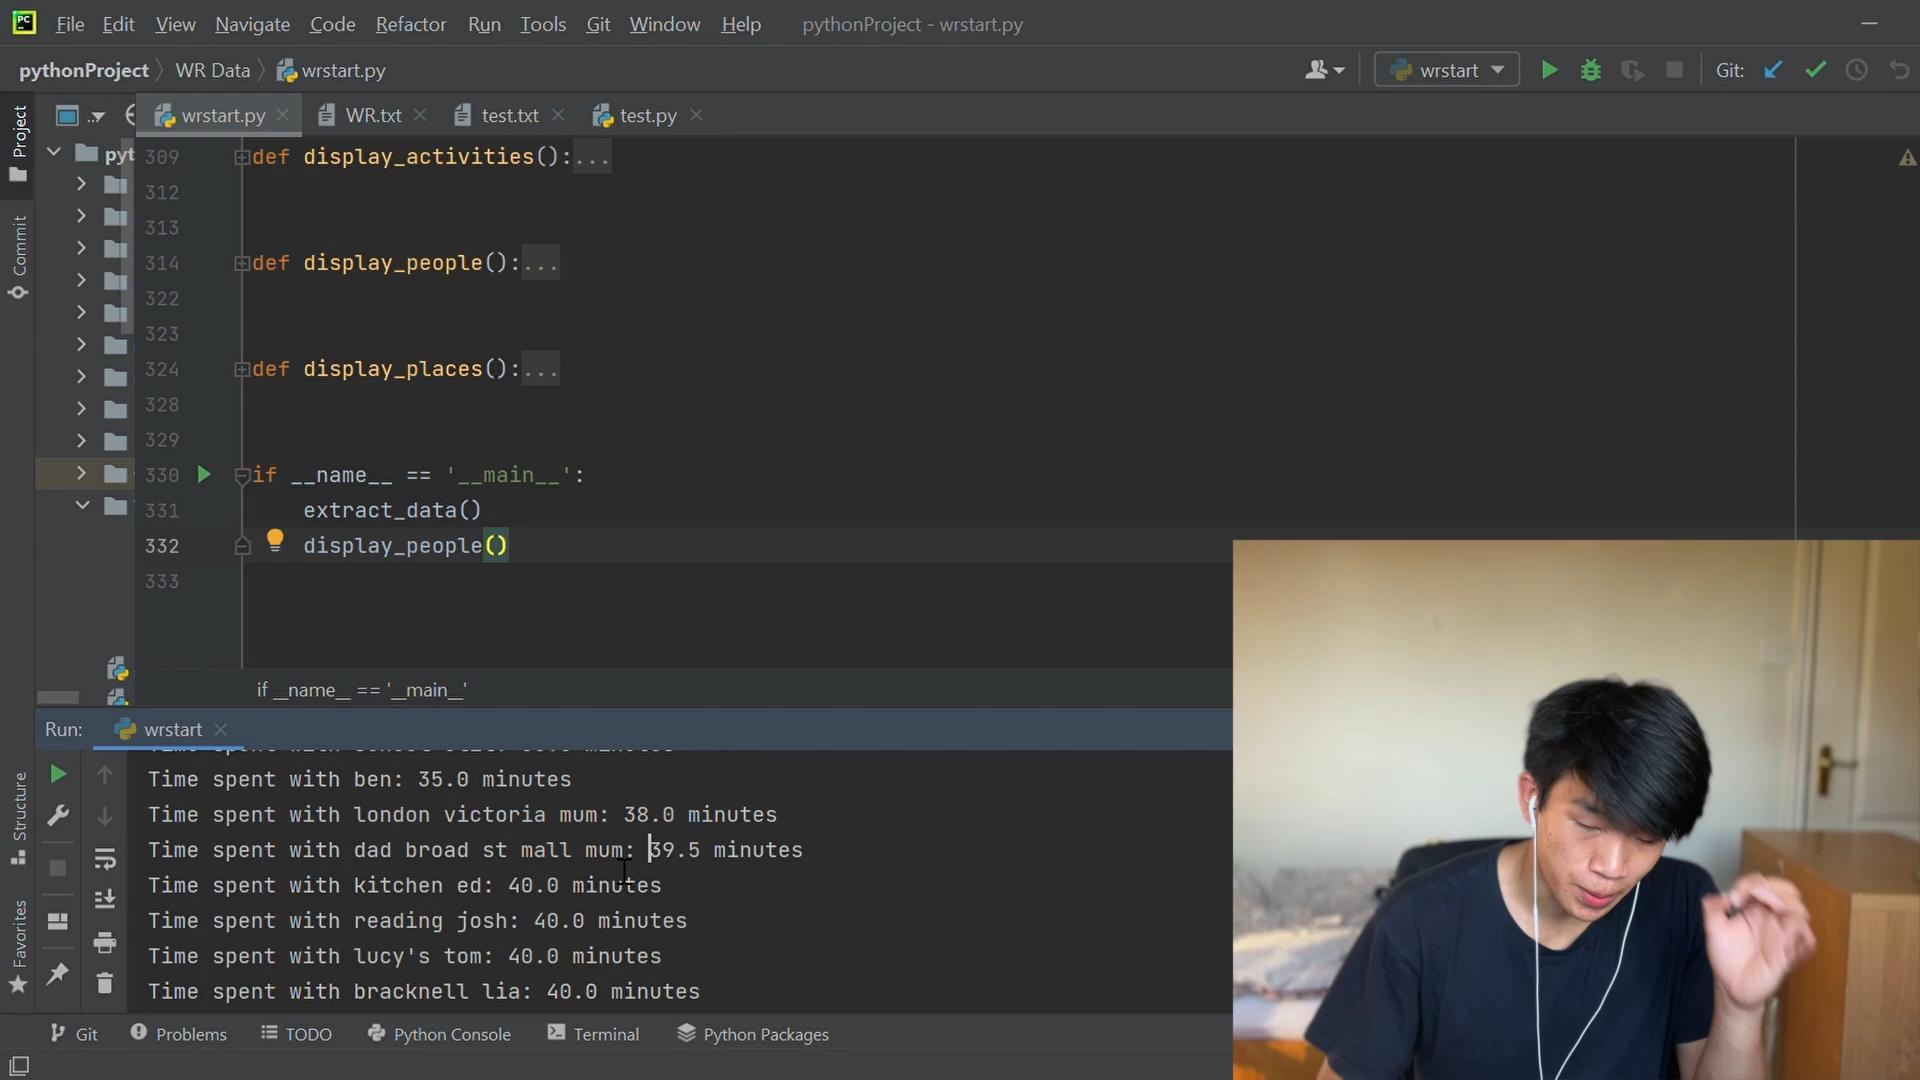 PC File Edit View Navigate Code Refactor Run Tools Git Window Help pythonProject - wrstart.py
pythonProject WR Data wrstart.py wrstart Git:
wrstart.py WR.txt test.txt test.py
Project
Commit
Structure
Favorites
pyt
309 def display_activities():...
312
313
314 def display_people():...
322
323
324 def display_places():...
328
329
330 if __name__ == '__main__':
331 extract_data()
332 display_people()
333
if __name__ == '__main__'
Run: wrstart
Time spent with ben: 35.0 minutes
Time spent with london victoria mum: 38.0 minutes
Time spent with dad broad st mall mum: 39.5 minutes
Time spent with kitchen ed: 40.0 minutes
Time spent with reading josh: 40.0 minutes
Time spent with lucy's tom: 40.0 minutes
Time spent with bracknell lia: 40.0 minutes
Git Problems TODO Python Console Terminal Python Packages